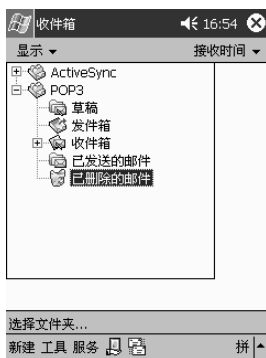 收件箱 16:54
显示 接收时间
ActiveSync
POP3
草稿
发件箱
收件箱
已发送的邮件
已删除的邮件
选择文件夹...
新建 工具 服务 拼